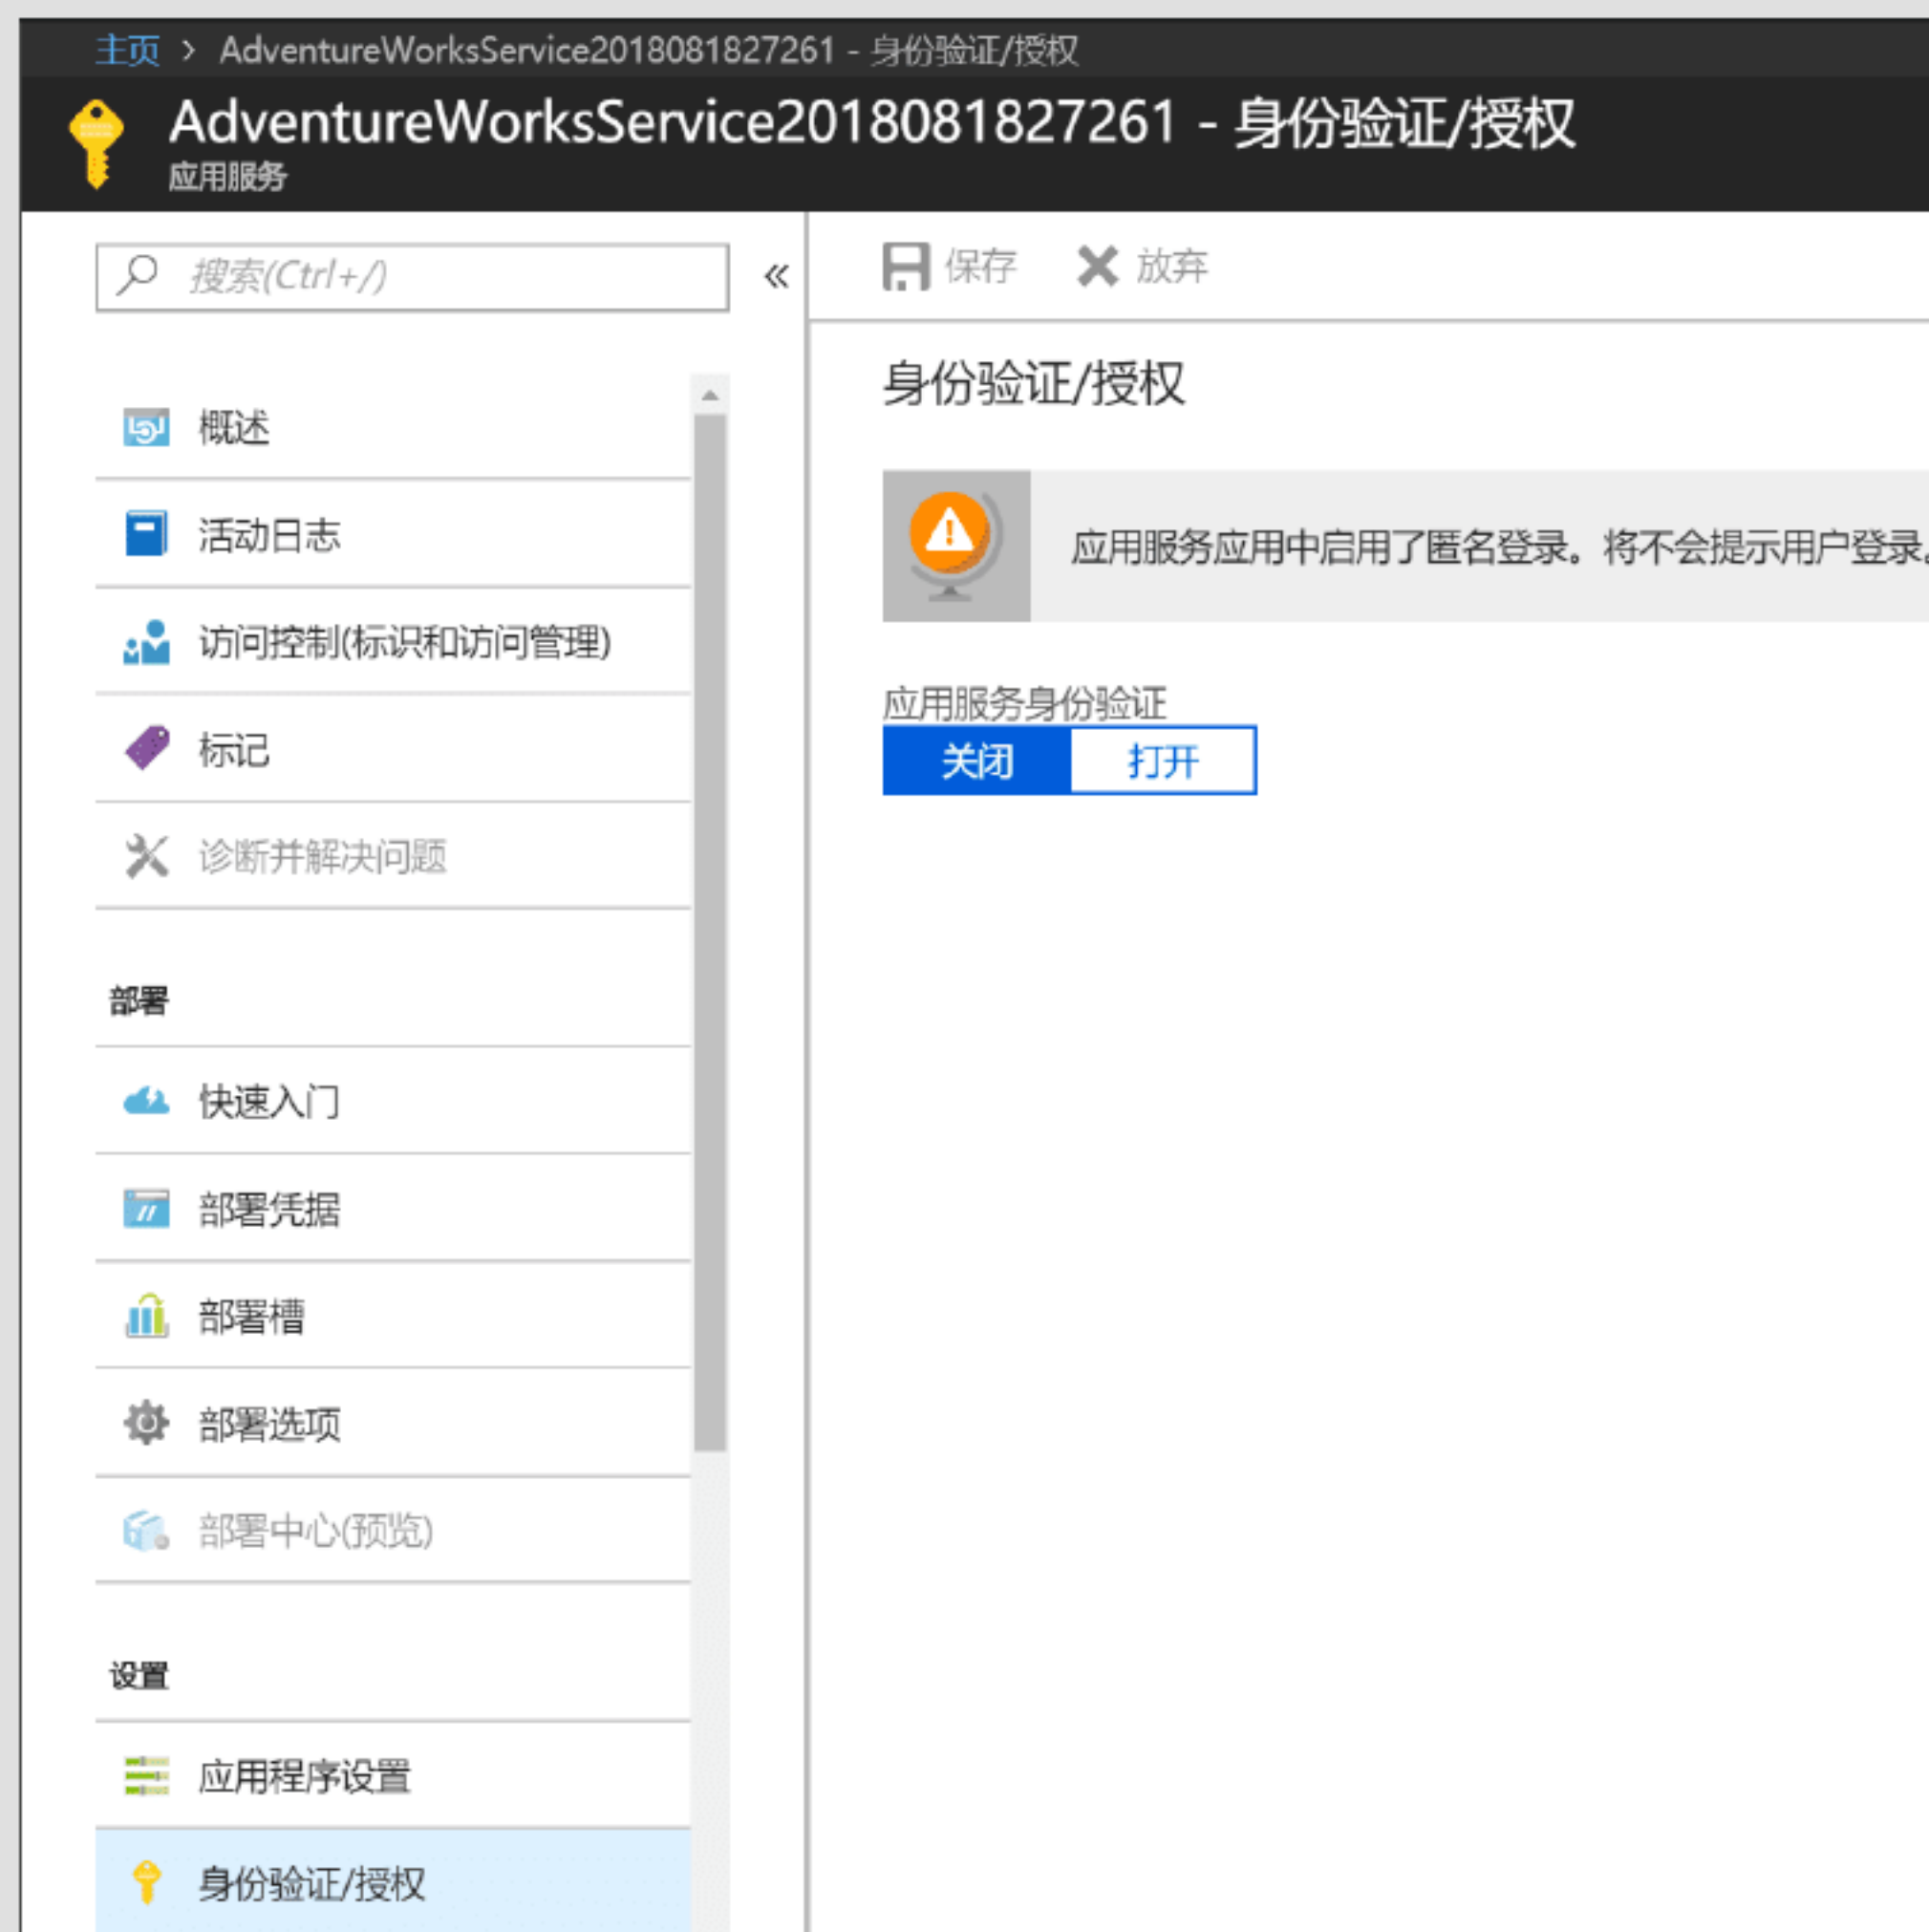 主页 > AdventureWorksService2018081827261 - 身份验证/授权
AdventureWorksService2018081827261 - 身份验证/授权
应用服务
搜索(Ctrl+/)
«
保存
放弃
概述
活动日志
访问控制(标识和访问管理)
标记
诊断并解决问题
部署
快速入门
部署凭据
部署槽
部署选项
部署中心(预览)
设置
应用程序设置
身份验证/授权
身份验证/授权
应用服务应用中启用了匿名登录。将不会提示用户登录。
应用服务身份验证
关闭
打开